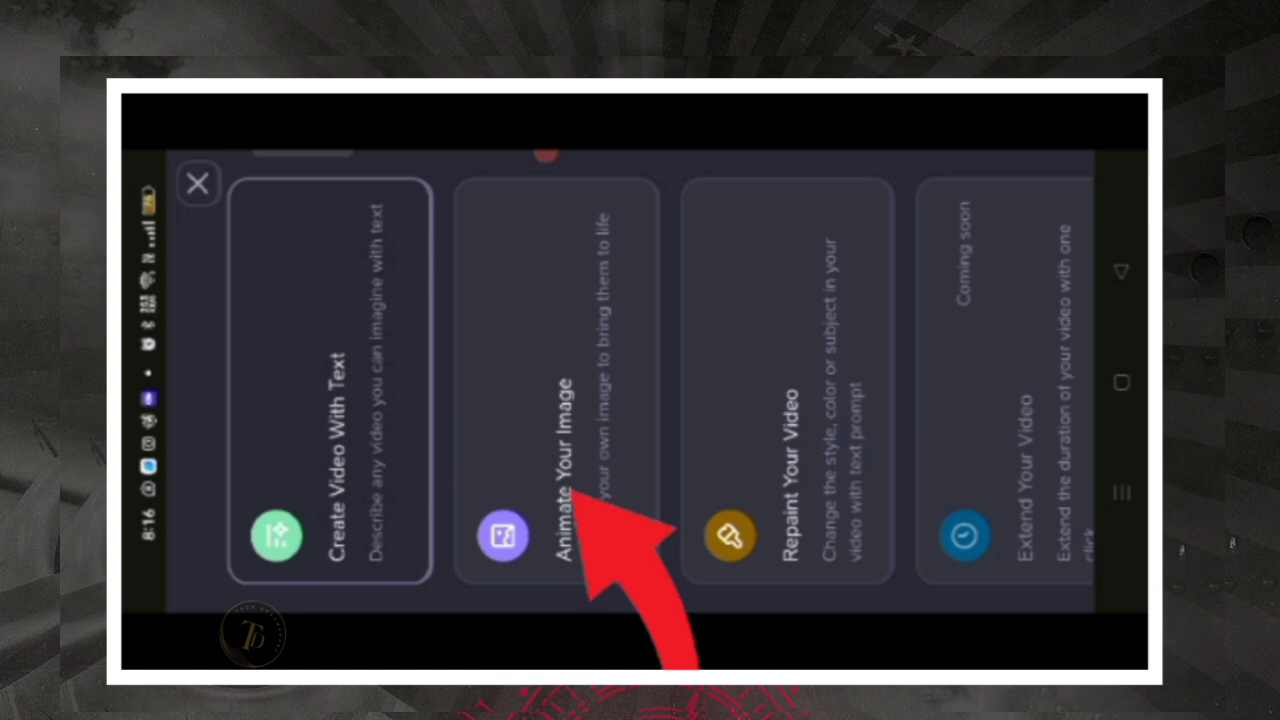 8:16
Create Video With Text
Describe any video you can imagine with text
Animate Your Image
your own image to bring them to life
Repaint Your Video
Change the style, color or subject in your
video with text prompt
Coming soon
Extend Your Video
Extend the duration of your video with one
click